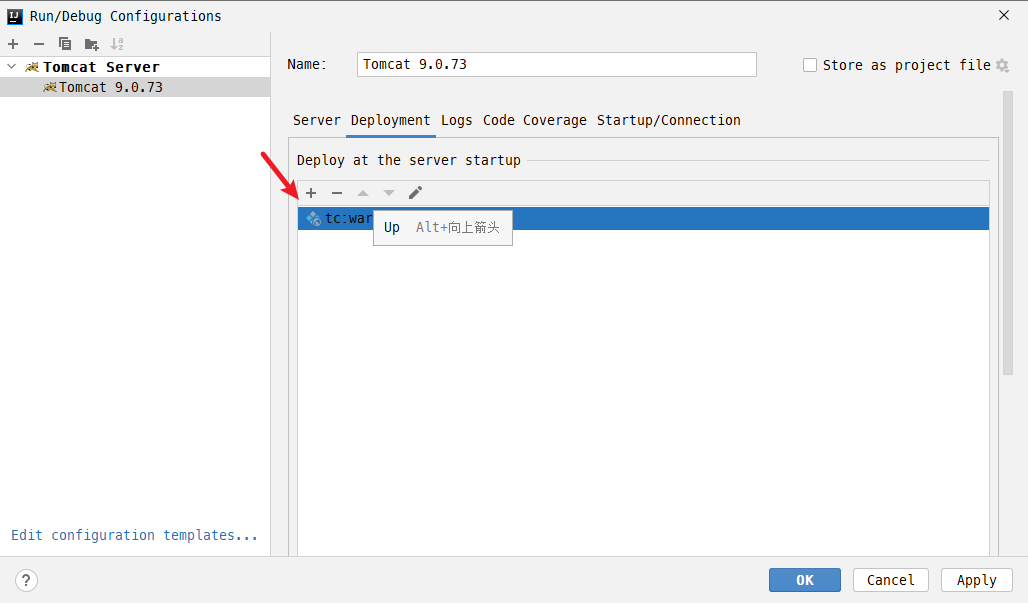 Run/Debug Configurations
Tomcat Server
Tomcat 9.0.73
Name:
Tomcat 9.0.73
Store as project file
Server Deployment Logs Code Coverage Startup/Connection
Deploy at the server startup
tc:war
Up Alt+向上箭头
Edit configuration templates...
?
OK
Cancel
Apply